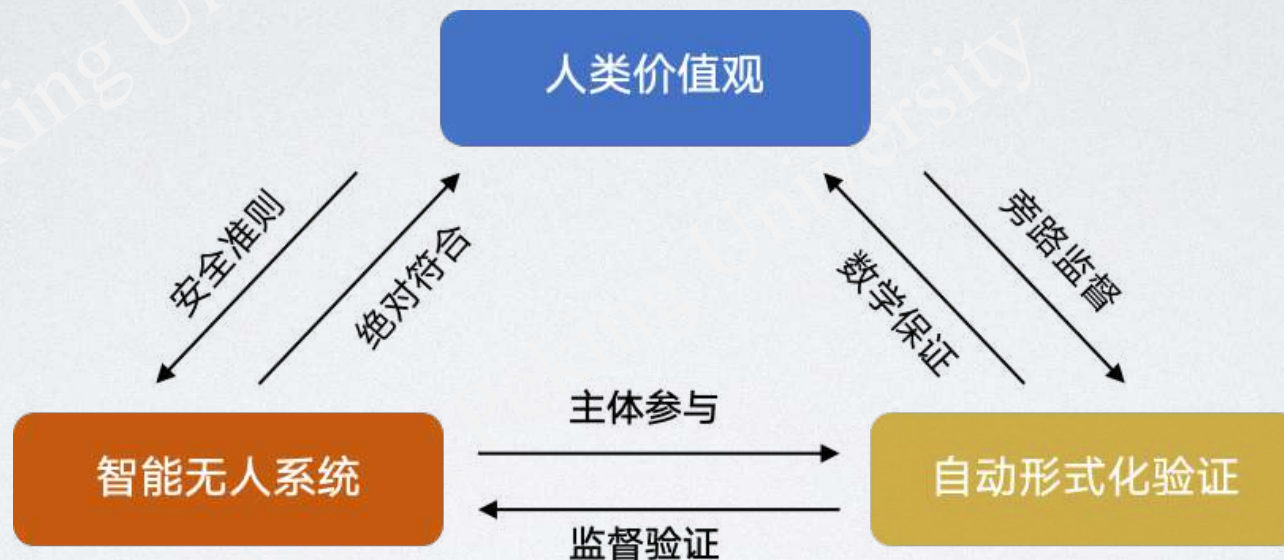 人类价值观
安全准则
绝对符合
数学保证
旁路监督
主体参与
智能无人系统
自动形式化验证
监督验证
king U
University